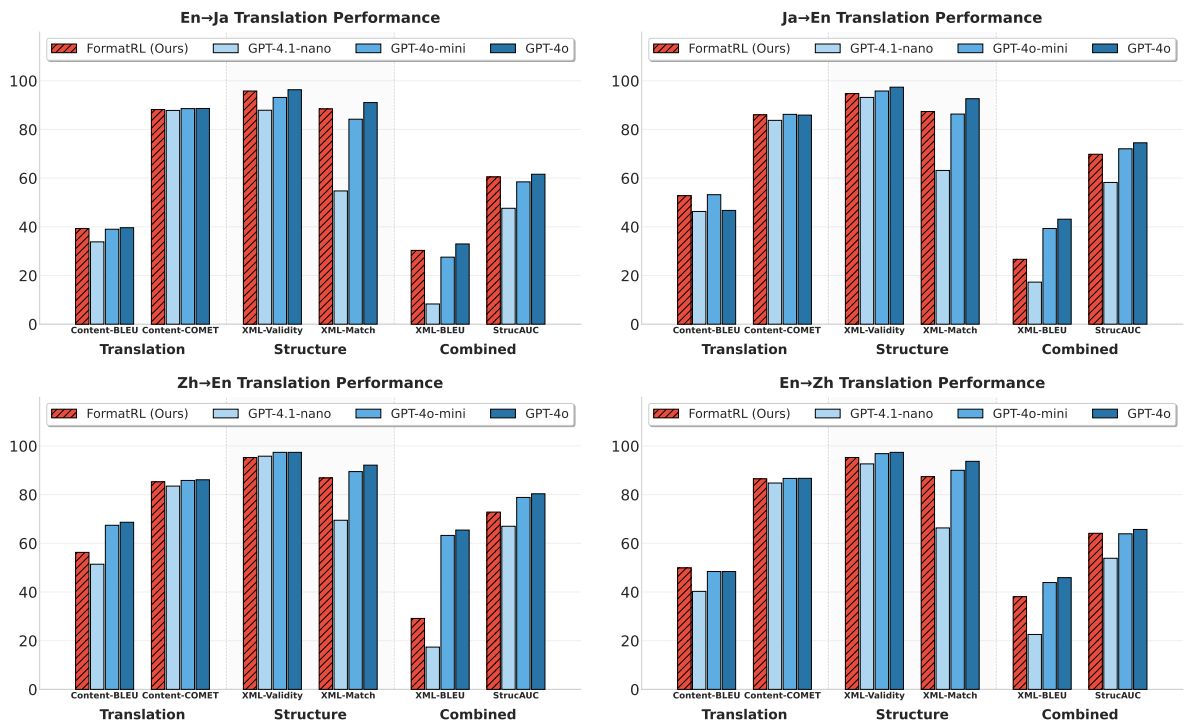 En→Ja Translation Performance
FormatRL (Ours) GPT-4.1-nano GPT-4o-mini GPT-4o
100
80
60
40
20
0
Content-BLEU Content-COMET XML-Validity XML-Match XML-BLEU StrucAUC
Translation Structure Combined
Ja→En Translation Performance
FormatRL (Ours) GPT-4.1-nano GPT-4o-mini GPT-4o
100
80
60
40
20
0
Content-BLEU Content-COMET XML-Validity XML-Match XML-BLEU StrucAUC
Translation Structure Combined
Zh→En Translation Performance
FormatRL (Ours) GPT-4.1-nano GPT-4o-mini GPT-4o
100
80
60
40
20
0
Content-BLEU Content-COMET XML-Validity XML-Match XML-BLEU StrucAUC
Translation Structure Combined
En→Zh Translation Performance
FormatRL (Ours) GPT-4.1-nano GPT-4o-mini GPT-4o
100
80
60
40
20
0
Content-BLEU Content-COMET XML-Validity XML-Match XML-BLEU StrucAUC
Translation Structure Combined